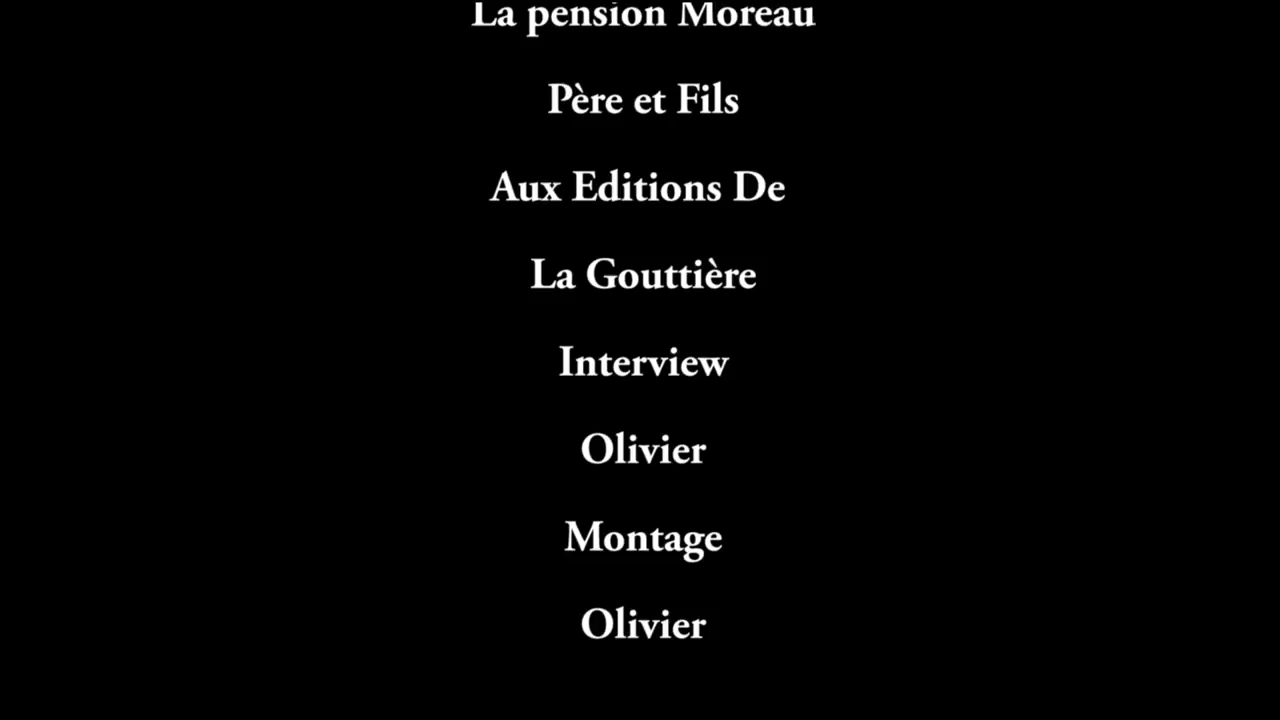 La pension Moreau
Père et Fils
Aux Editions De
La Gouttière
Interview
Olivier
Montage
Olivier